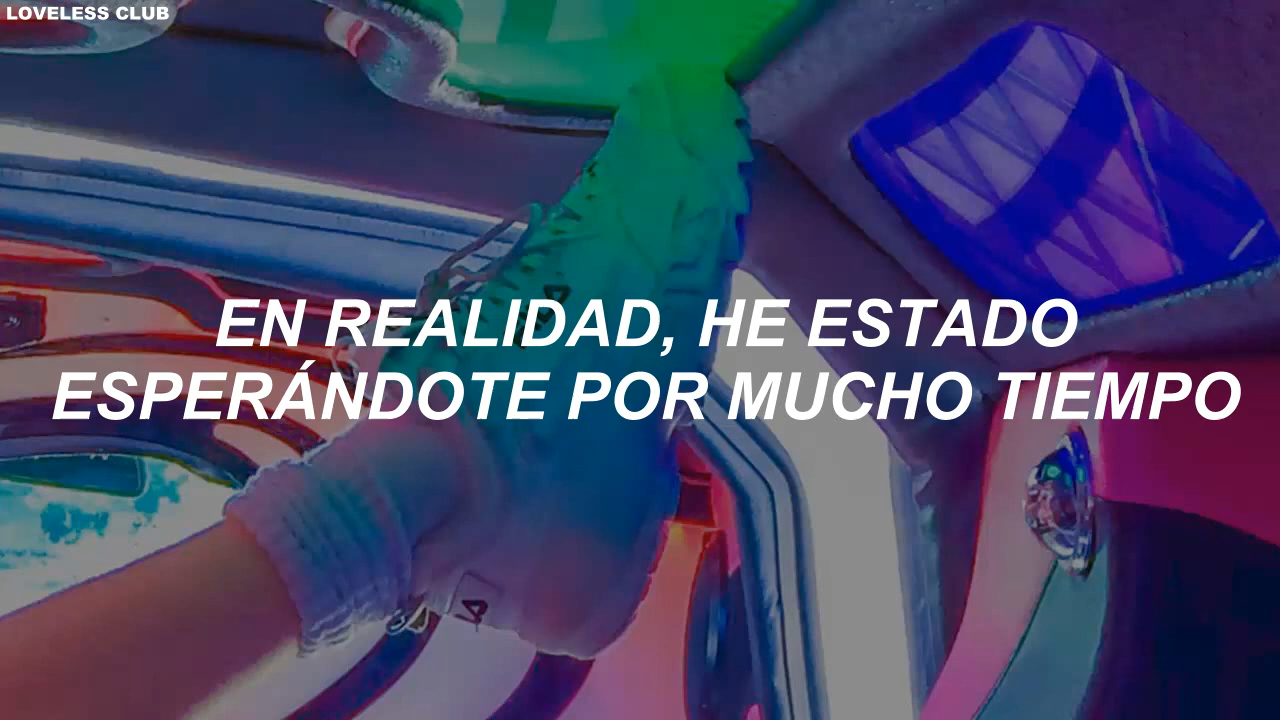 LOVELESS CLUB
EN REALIDAD, HE ESTADO
ESPERÁNDOTE POR MUCHO TIEMPO